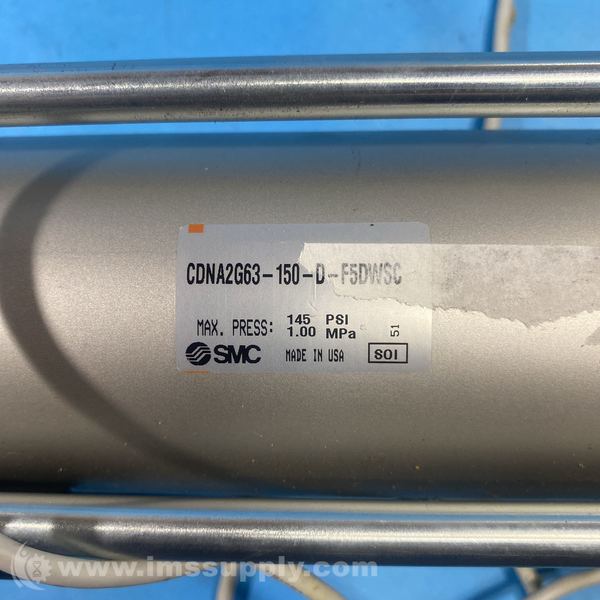 CDNA2G63-150-D-F5DWSC
MAX. PRESS: 145 PSI
1.00 MPa
51
SMC MADE IN USA SOI
www.imssupply.com